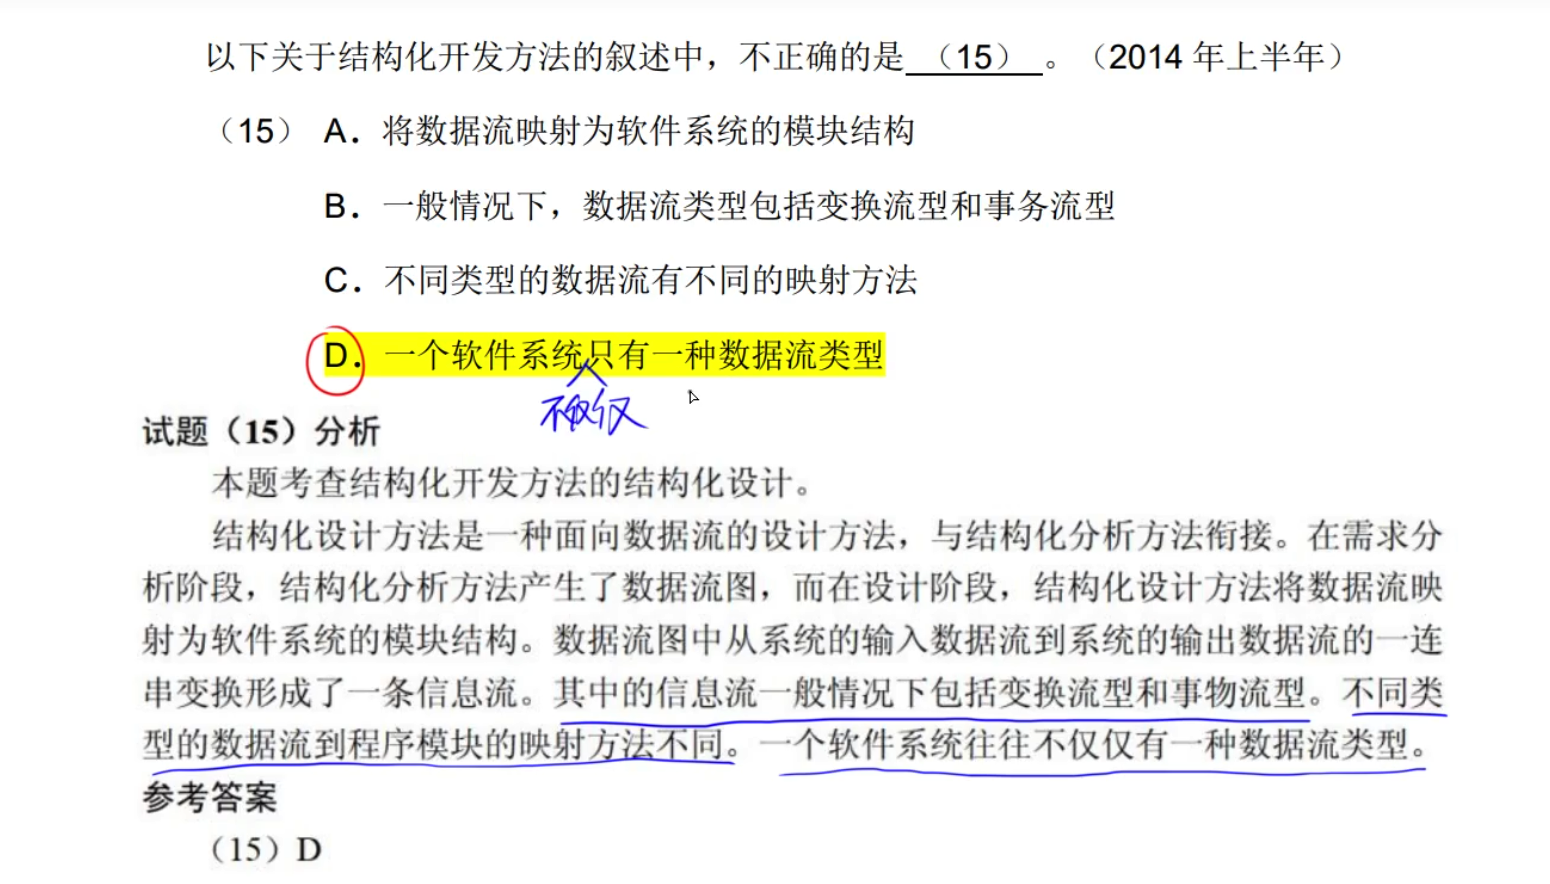 以下关于结构化开发方法的叙述中，不正确的是 （15） 。（2014 年上半年）
（15） A．将数据流映射为软件系统的模块结构
B．一般情况下，数据流类型包括变换流型和事务流型
C．不同类型的数据流有不同的映射方法
D．一个软件系统只有一种数据流类型
不仅仅
试题（15）分析
本题考查结构化开发方法的结构化设计。
结构化设计方法是一种面向数据流的设计方法，与结构化分析方法衔接。在需求分
析阶段，结构化分析方法产生了数据流图，而在设计阶段，结构化设计方法将数据流映
射为软件系统的模块结构。数据流图中从系统的输入数据流到系统的输出数据流的一连
串变换形成了一条信息流。其中的信息流一般情况下包括变换流型和事物流型。不同类
型的数据流到程序模块的映射方法不同。一个软件系统往往不仅仅有一种数据流类型。
参考答案
（15）D